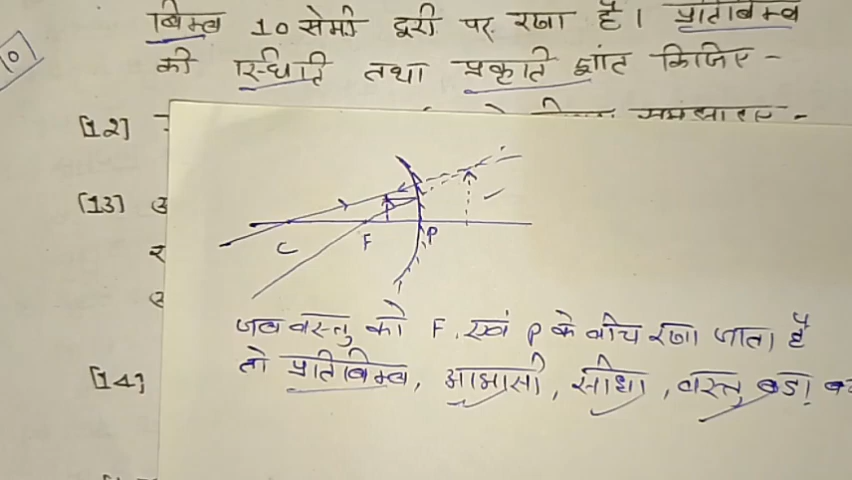 बिम्ब 10 सेमी दूरी पर रखा है। प्रतिबिम्ब
की स्थिति तथा प्रकृति ज्ञांत किजिए -
10
[12]
[13]
C F P
जब वस्तु को F. एवं P के बीच रखा जाता है
तो प्रतिबिम्ब, आभासी, सीधा, वस्तु बड़ा
[14]